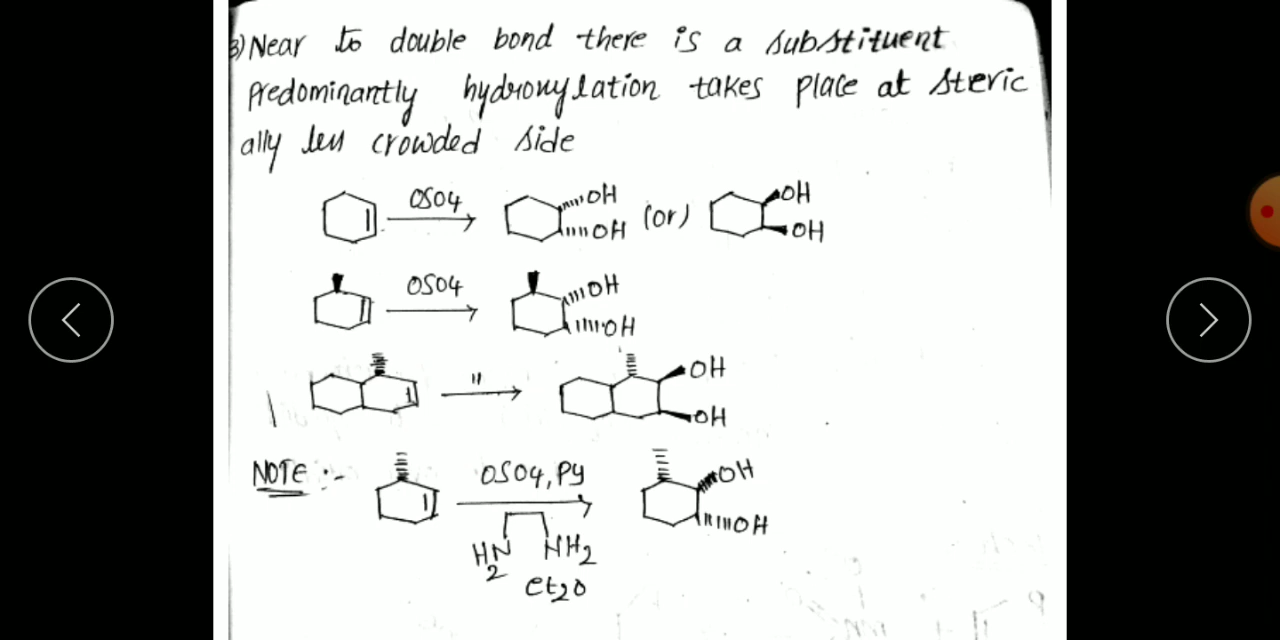 3) Near to double bond there is a substituent
Predominantly hydroxylation takes place at steric
ally less crowded side
OSO4
OH
OH
(or)
OH
OH
OSO4
OH
OH
"
OH
OH
NOTE :-
OSO4, Py
H2N NH2
Et2O
OH
OH